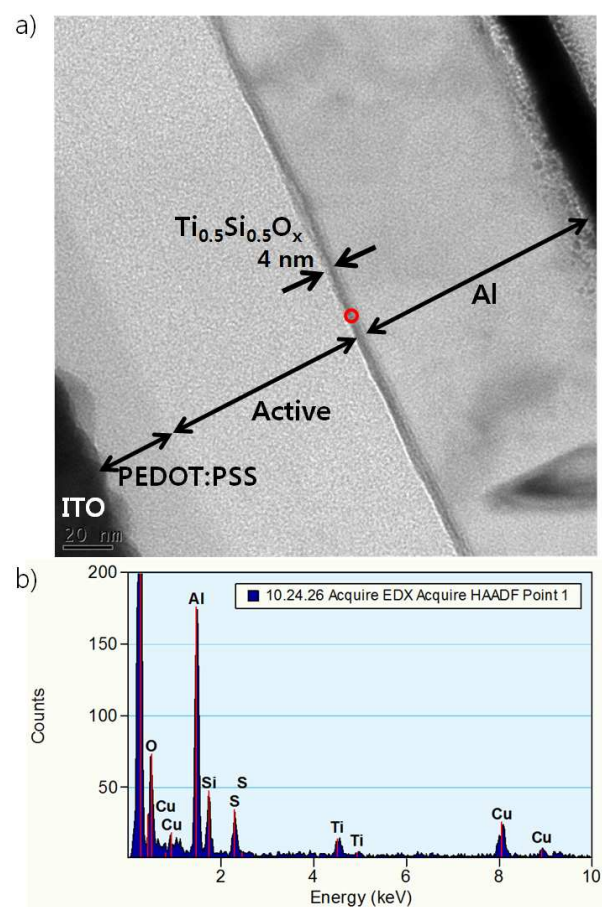 a)
Ti0.5Si0.5Ox
4 nm
Al
Active
PEDOT:PSS
ITO
20 nm
b)
200
10.24.26 Acquire EDX Acquire HAADF Point 1
Al
150
Counts
100
O
Si
S
50
Cu
S
Cu
Ti
Ti
Cu
Cu
2
4
6
8
10
Energy (keV)